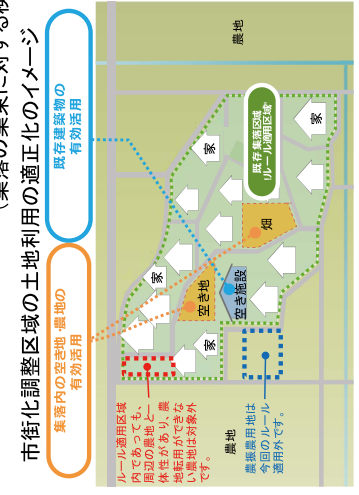 （集落の集約に対する検
市街化調整区域の土地利用の適正化のイメージ
集落内の空き地・農地の
有効活用
既存建築物の
有効活用
ルール適用区域
内であっても、
周辺の農地と一
体性があり、農
地転用ができな
い農地は対象外
です。
家
家
空き地
空き施設
畑
家
家
既存集落区域
（ルール適用区域）
農地
農地
農振農用地は
今回のルール
適用外です。